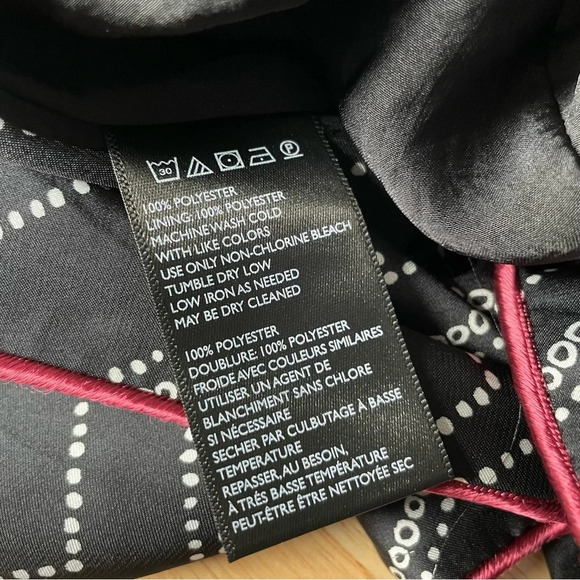 30
P
100% POLYESTER
LINING: 100% POLYESTER
MACHINE WASH COLD
WITH LIKE COLORS
USE ONLY NON-CHLORINE BLEACH
TUMBLE DRY LOW
LOW IRON AS NEEDED
MAY BE DRY CLEANED
100% POLYESTER
DOUBLURE: 100% POLYESTER
FROIDE AVEC COULEURS SIMILAIRES
UTILISER UN AGENT DE
BLANCHIMENT SANS CHLORE
SI NÉCESSAIRE
SECHER PAR CULBUTAGE À BASSE
TEMPERATURE
REPASSER, AU BESOIN,
À TRÉS BASSE TEMPÉRATURE
PEUT-ÊTRE ÊTRE NETTOYÉE SEC